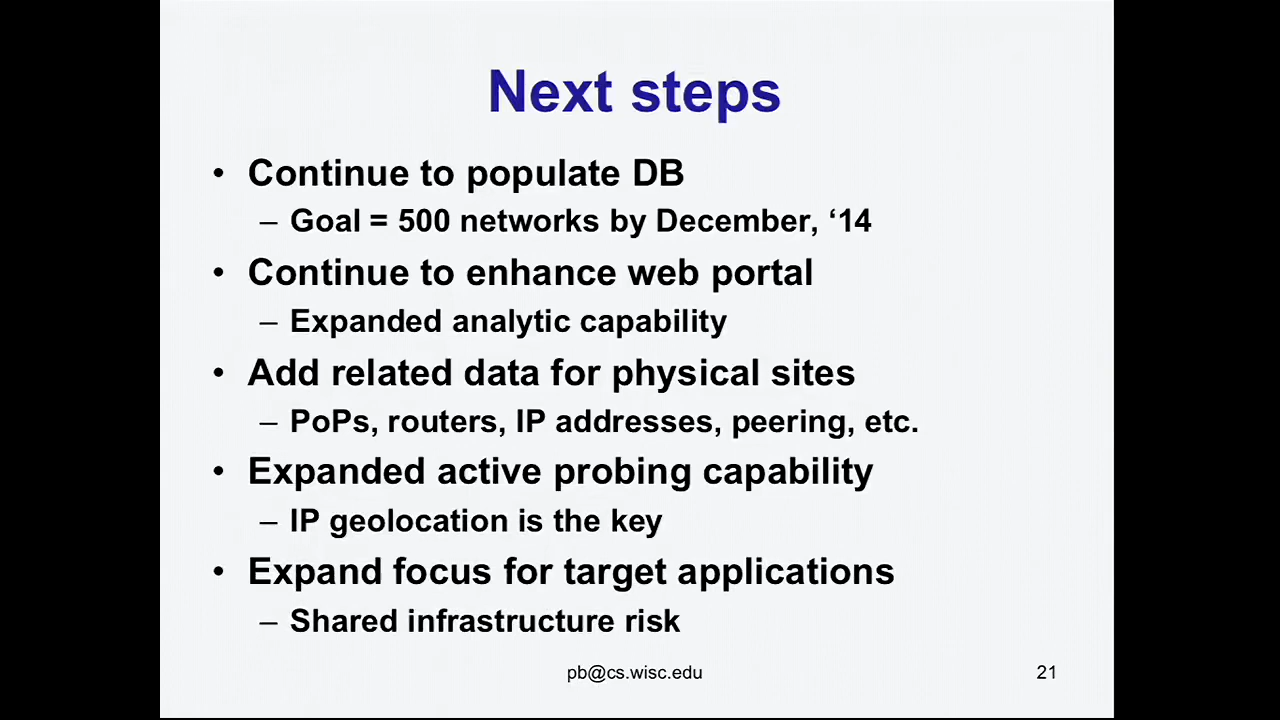 Next steps
• Continue to populate DB
– Goal = 500 networks by December, ‘14
• Continue to enhance web portal
– Expanded analytic capability
• Add related data for physical sites
– PoPs, routers, IP addresses, peering, etc.
• Expanded active probing capability
– IP geolocation is the key
• Expand focus for target applications
– Shared infrastructure risk
pb@cs.wisc.edu
21